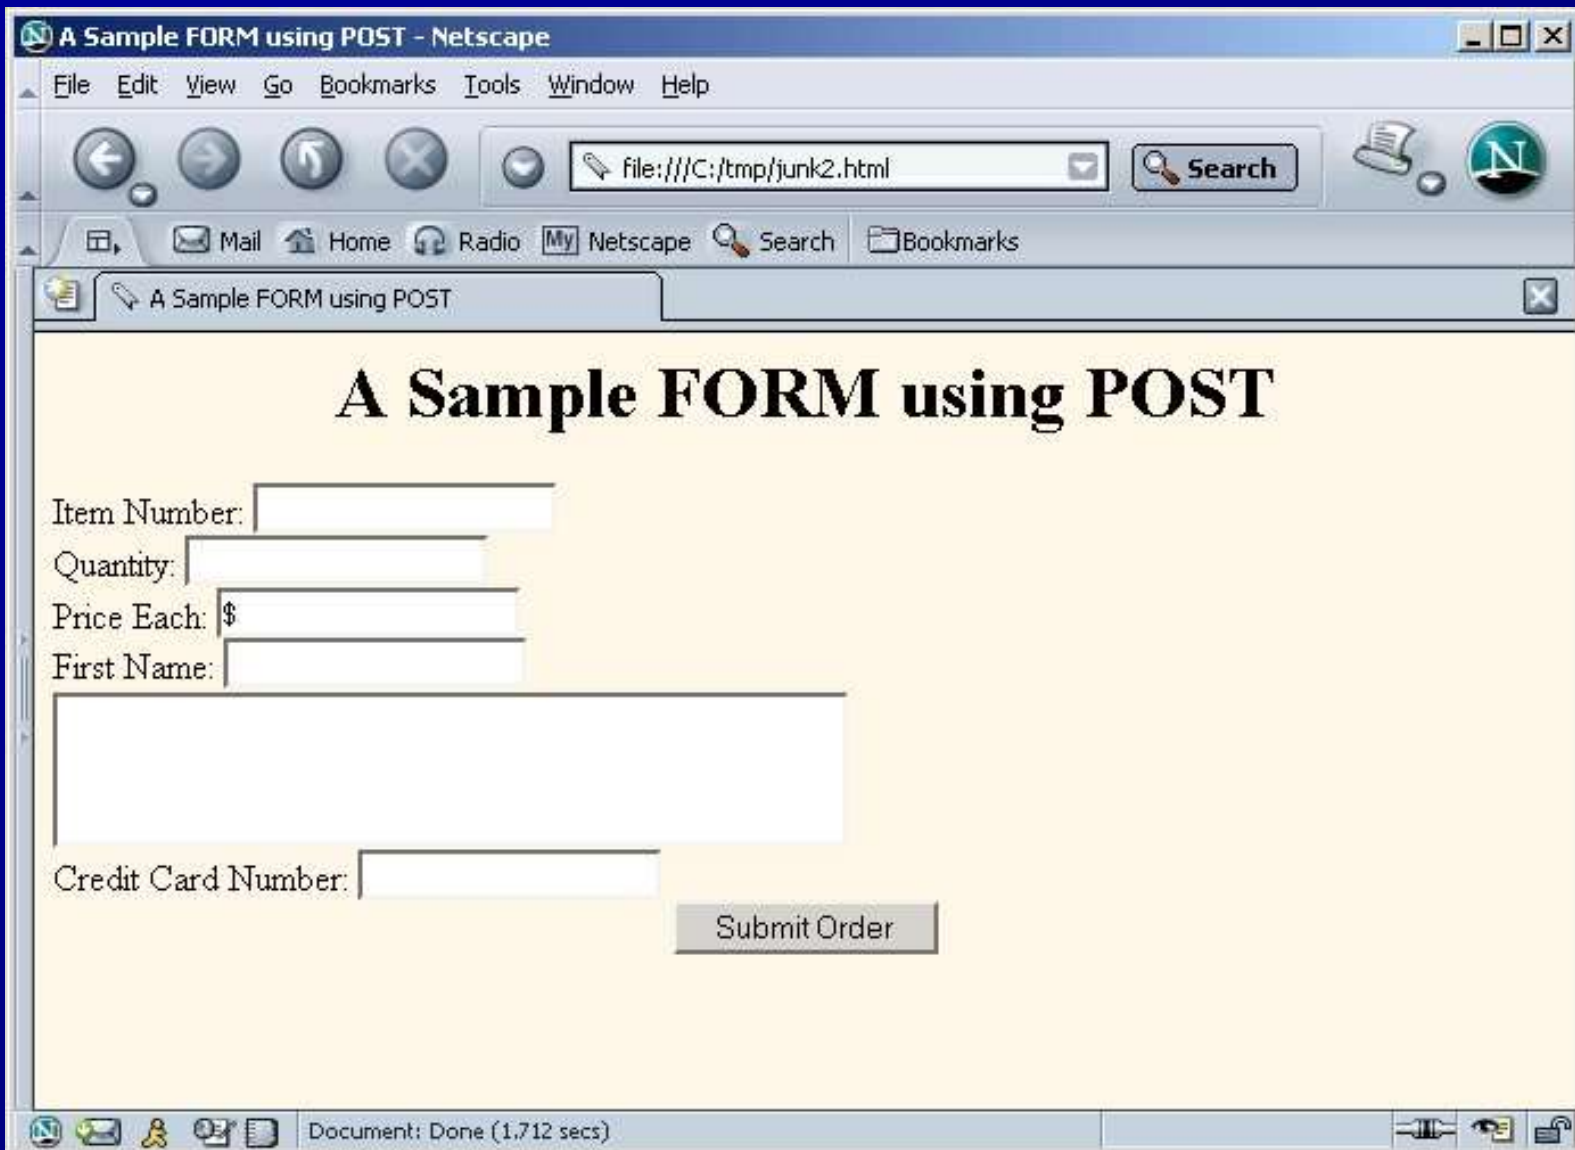 A Sample FORM using POST - Netscape
File Edit View Go Bookmarks Tools Window Help
file:///C:/tmp/junk2.html Search N
Mail Home Radio My Netscape Search Bookmarks
A Sample FORM using POST
A Sample FORM using POST
Item Number:
Quantity:
Price Each: $
First Name:
Credit Card Number:
Submit Order
Document: Done (1.712 secs)